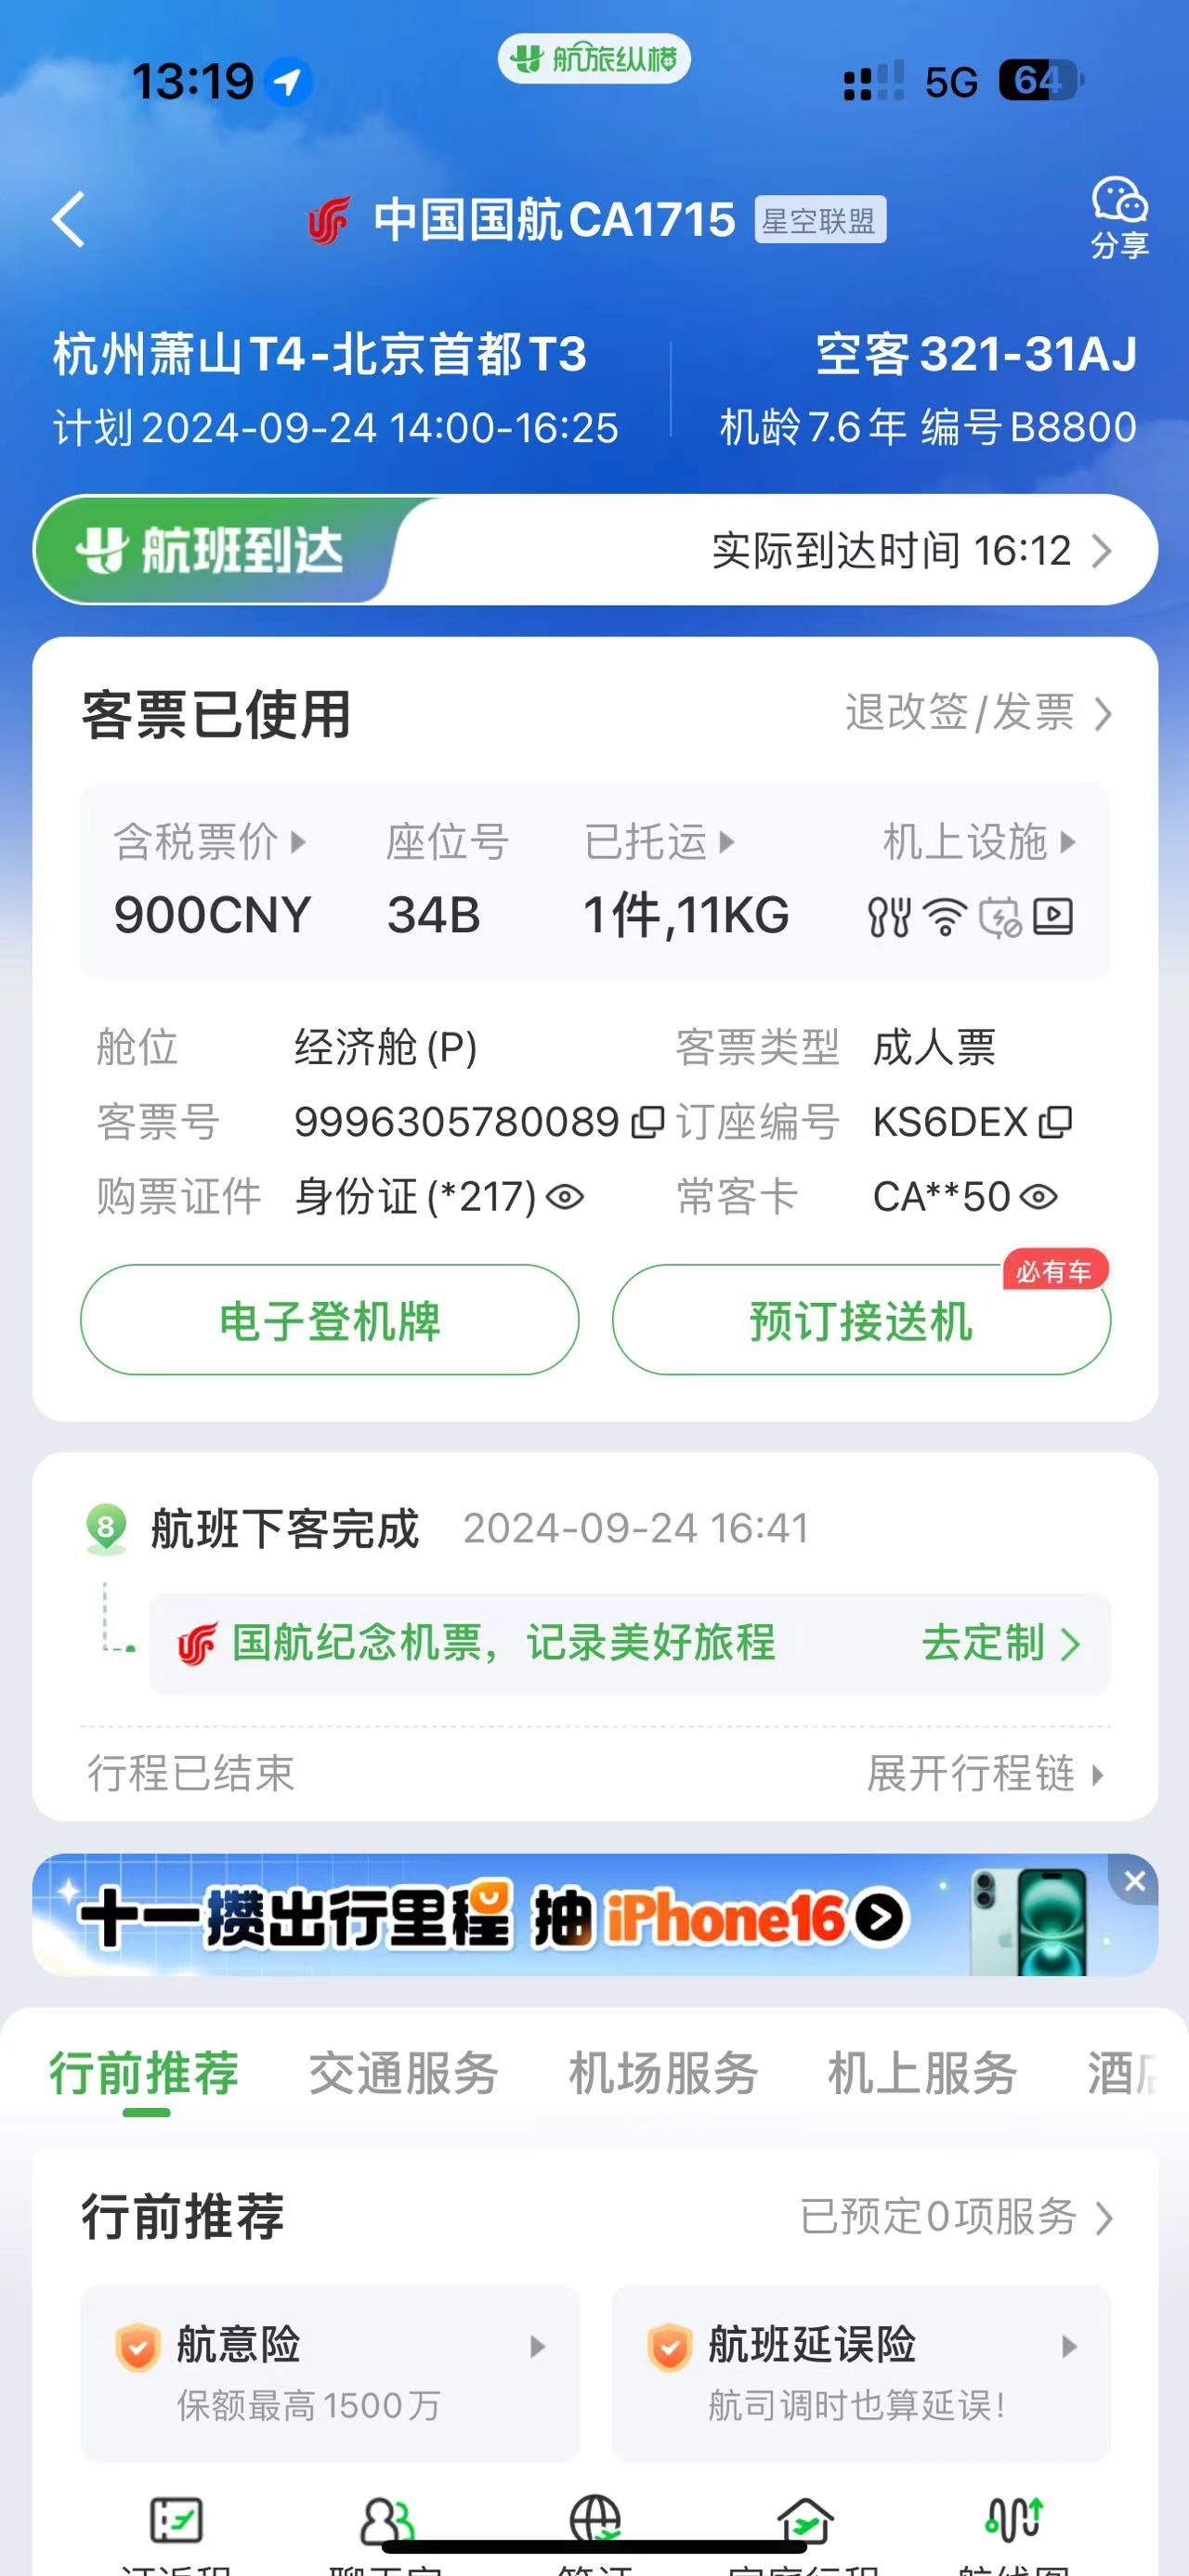 航旅纵横
13:19
5G 64
中国国航CA1715 星空联盟
分享
杭州萧山T4-北京首都T3
空客321-31AJ
计划2024-09-24 14:00-16:25
机龄7.6年 编号B8800
航班到达
实际到达时间 16:12
客票已使用
退改签/发票
含税票价 座位号 已托运 机上设施
900CNY 34B 1件,11KG
舱位 经济舱(P) 客票类型 成人票
客票号 9996305780089 订座编号 KS6DEX
购票证件 身份证(*217) 常客卡 CA**50
必有车
电子登机牌 预订接送机
8 航班下客完成 2024-09-24 16:41
国航纪念机票，记录美好旅程 去定制
行程已结束 展开行程链
十一攒出行里程 抽iPhone16
行前推荐 交通服务 机场服务 机上服务 酒店
行前推荐 已预定0项服务
航意险 航班延误险
保额最高1500万 航司调时也算延误!